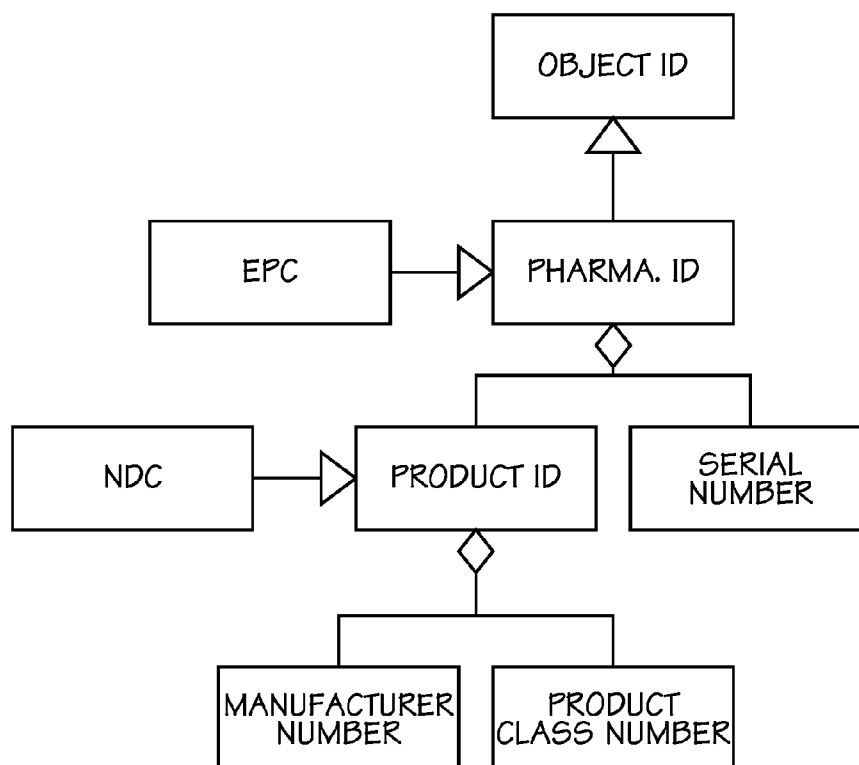 OBJECT ID
EPC
PHARMA. ID
NDC
PRODUCT ID
SERIAL
NUMBER
MANUFACTURER
NUMBER
PRODUCT
CLASS NUMBER